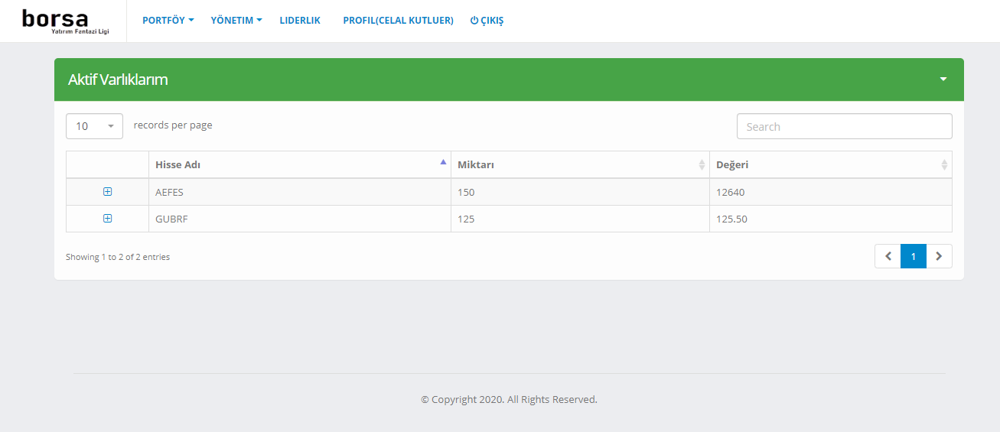 borsa
Yatırım Fantazi Ligi
PORTFÖY YÖNETIM LIDERLIK PROFIL(CELAL KUTLUER) ÇIKIŞ
Aktif Varlıklarım
10 records per page Search
Hisse Adı Miktarı Değeri
AEFES 150 12640
GUBRF 125 125.50
Showing 1 to 2 of 2 entries 1
© Copyright 2020. All Rights Reserved.